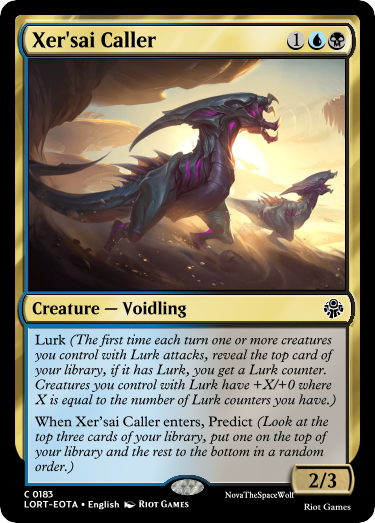 Xer'sai Caller 1
Creature — Voidling
Lurk (The first time each turn one or more creatures
you control with Lurk attacks, reveal the top card of
your library, if it has Lurk, you get a Lurk counter.
Creatures you control with Lurk have +X/+0 where
X is equal to the number of Lurk counters you have.)
When Xer'sai Caller enters, Predict (Look at the
top three cards of your library, put one on the top of
your library and the rest to the bottom in a random
order.)
2/3
C 0183
LORT-EOTA • English Riot Games
NovaTheSpaceWolf
Riot Games